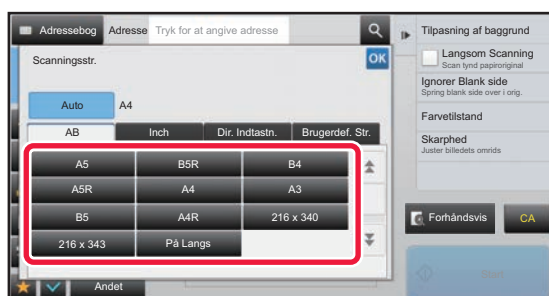 Adressebog Adresse Tryk for at angive adresse
Scanningsstr. OK
Auto A4
AB Inch Dir. Indtastn. Brugerdef. Str.
A5 B5R B4
A5R A4 A3
B5 A4R 216 x 340
216 x 343 På Langs
Andet
Tilpasning af baggrund
Langsom Scanning
Scan tynd papiroriginal
Ignorer Blank side
Spring blank side over i orig.
Farvetilstand
Skarphed
Juster billedets omrids
Forhåndsvis CA